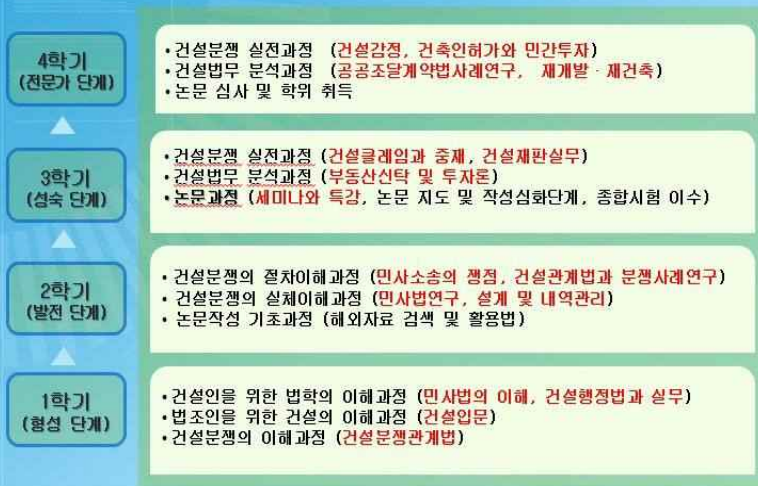 4학기
(전문가 단계)
•건설분쟁 실전과정 (건설감정, 건축인허가와 민간투자)
•건설법무 분석과정 (공공조달계약법사례연구, 재개발·재건축)
•논문 심사 및 학위 취득
3학기
(성숙 단계)
•건설분쟁 실전과정 (건설클레임과 중재, 건설재판실무)
•건설법무 분석과정 (부동산신탁 및 투자론)
•논문과정 (세미나와 특강, 논문 지도 및 작성심화단계, 종합시험 이수)
2학기
(발전 단계)
• 건설분쟁의 절차이해과정 (민사소송의 쟁점, 건설관계법과 분쟁사례연구)
• 건설분쟁의 실체이해과정 (민사법연구, 설계 및 내역관리)
• 논문작성 기초과정 (해외자료 검색 및 활용법)
1학기
(형성 단계)
•건설인을 위한 법학의 이해과정 (민사법의 이해, 건설행정법과 실무)
•법조인을 위한 건설의 이해과정 (건설입문)
•건설분쟁의 이해과정 (건설분쟁관계법)